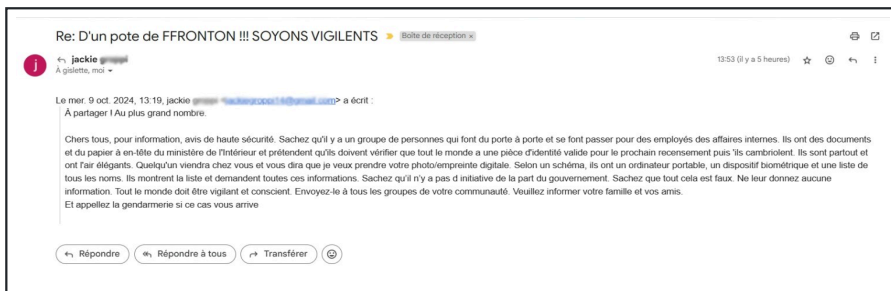 Re: D'un pote de FFRONTON !!! SOYONS VIGILENTS Boîte de réception ×
j
jackie
13:53 (il y a 5 heures)
À gislette, moi
Le mer. 9 oct. 2024, 13:19, jackie a écrit :
À partager ! Au plus grand nombre.
Chers tous, pour information, avis de haute sécurité. Sachez qu'il y a un groupe de personnes qui font du porte à porte et se font passer pour des employés des affaires internes. Ils ont des documents
et du papier à en-tête du ministère de l'Intérieur et prétendent qu'ils doivent vérifier que tout le monde a une pièce d'identité valide pour le prochain recensement puis 'ils cambriolent. Ils sont partout et
ont l'air élégants. Quelqu'un viendra chez vous et vous dira que je veux prendre votre photo/empreinte digitale. Selon un schéma, ils ont un ordinateur portable, un dispositif biométrique et une liste de
tous les noms. Ils montrent la liste et demandant toutes ces informations. Sachez qu'il n'y a pas d initiative de la part du gouvernement. Sachez que tout cela est faux. Ne leur donnez aucune
information. Tout le monde doit être vigilant et conscient. Envoyez-le à tous les groupes de votre communauté. Veuillez informer votre famille et vos amis.
Et appellez la gendarmerie si ce cas vous arrive
Répondre
Répondre à tous
Transférer